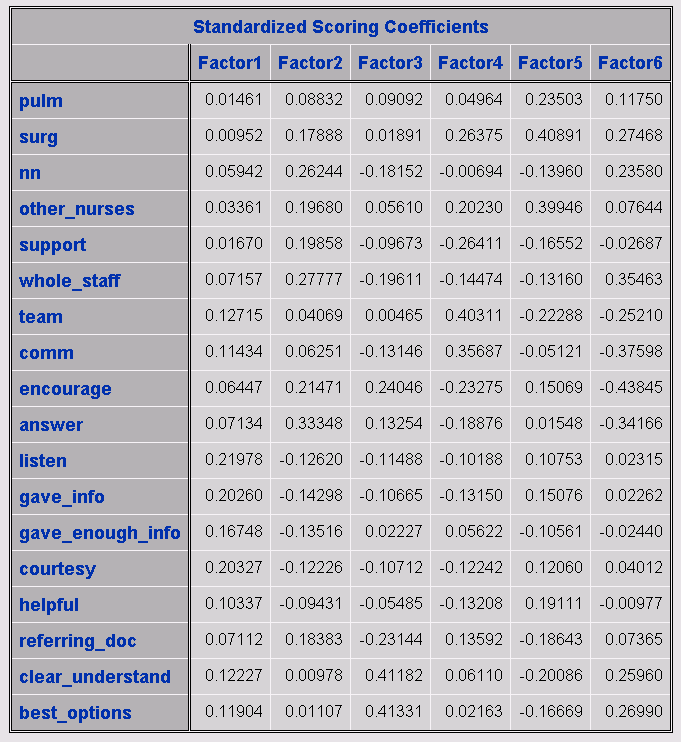 Standardized Scoring Coefficients
Factor1 Factor2 Factor3 Factor4 Factor5 Factor6
pulm 0.01461 0.08832 0.09092 0.04964 0.23503 0.11750
surg 0.00952 0.17888 0.01891 0.26375 0.40891 0.27468
nn 0.05942 0.26244 -0.18152 -0.00694 -0.13960 0.23580
other_nurses 0.03361 0.19680 0.05610 0.20230 0.39946 0.07644
support 0.01670 0.19858 -0.09673 -0.26411 -0.16552 -0.02687
whole_staff 0.07157 0.27777 -0.19611 -0.14474 -0.13160 0.35463
team 0.12715 0.04069 0.00465 0.40311 -0.22288 -0.25210
comm 0.11434 0.06251 -0.13146 0.35687 -0.05121 -0.37598
encourage 0.06447 0.21471 0.24046 -0.23275 0.15069 -0.43845
answer 0.07134 0.33348 0.13254 -0.18876 0.01548 -0.34166
listen 0.21978 -0.12620 -0.11488 -0.10188 0.10753 0.02315
gave_info 0.20260 -0.14298 -0.10665 -0.13150 0.15076 0.02262
gave_enough_info 0.16748 -0.13516 0.02227 0.05622 -0.10561 -0.02440
courtesy 0.20327 -0.12226 -0.10712 -0.12242 0.12060 0.04012
helpful 0.10337 -0.09431 -0.05485 -0.13208 0.19111 -0.00977
referring_doc 0.07112 0.18383 -0.23144 0.13592 -0.18643 0.07365
clear_understand 0.12227 0.00978 0.41182 0.06110 -0.20086 0.25960
best_options 0.11904 0.01107 0.41331 0.02163 -0.16669 0.26990